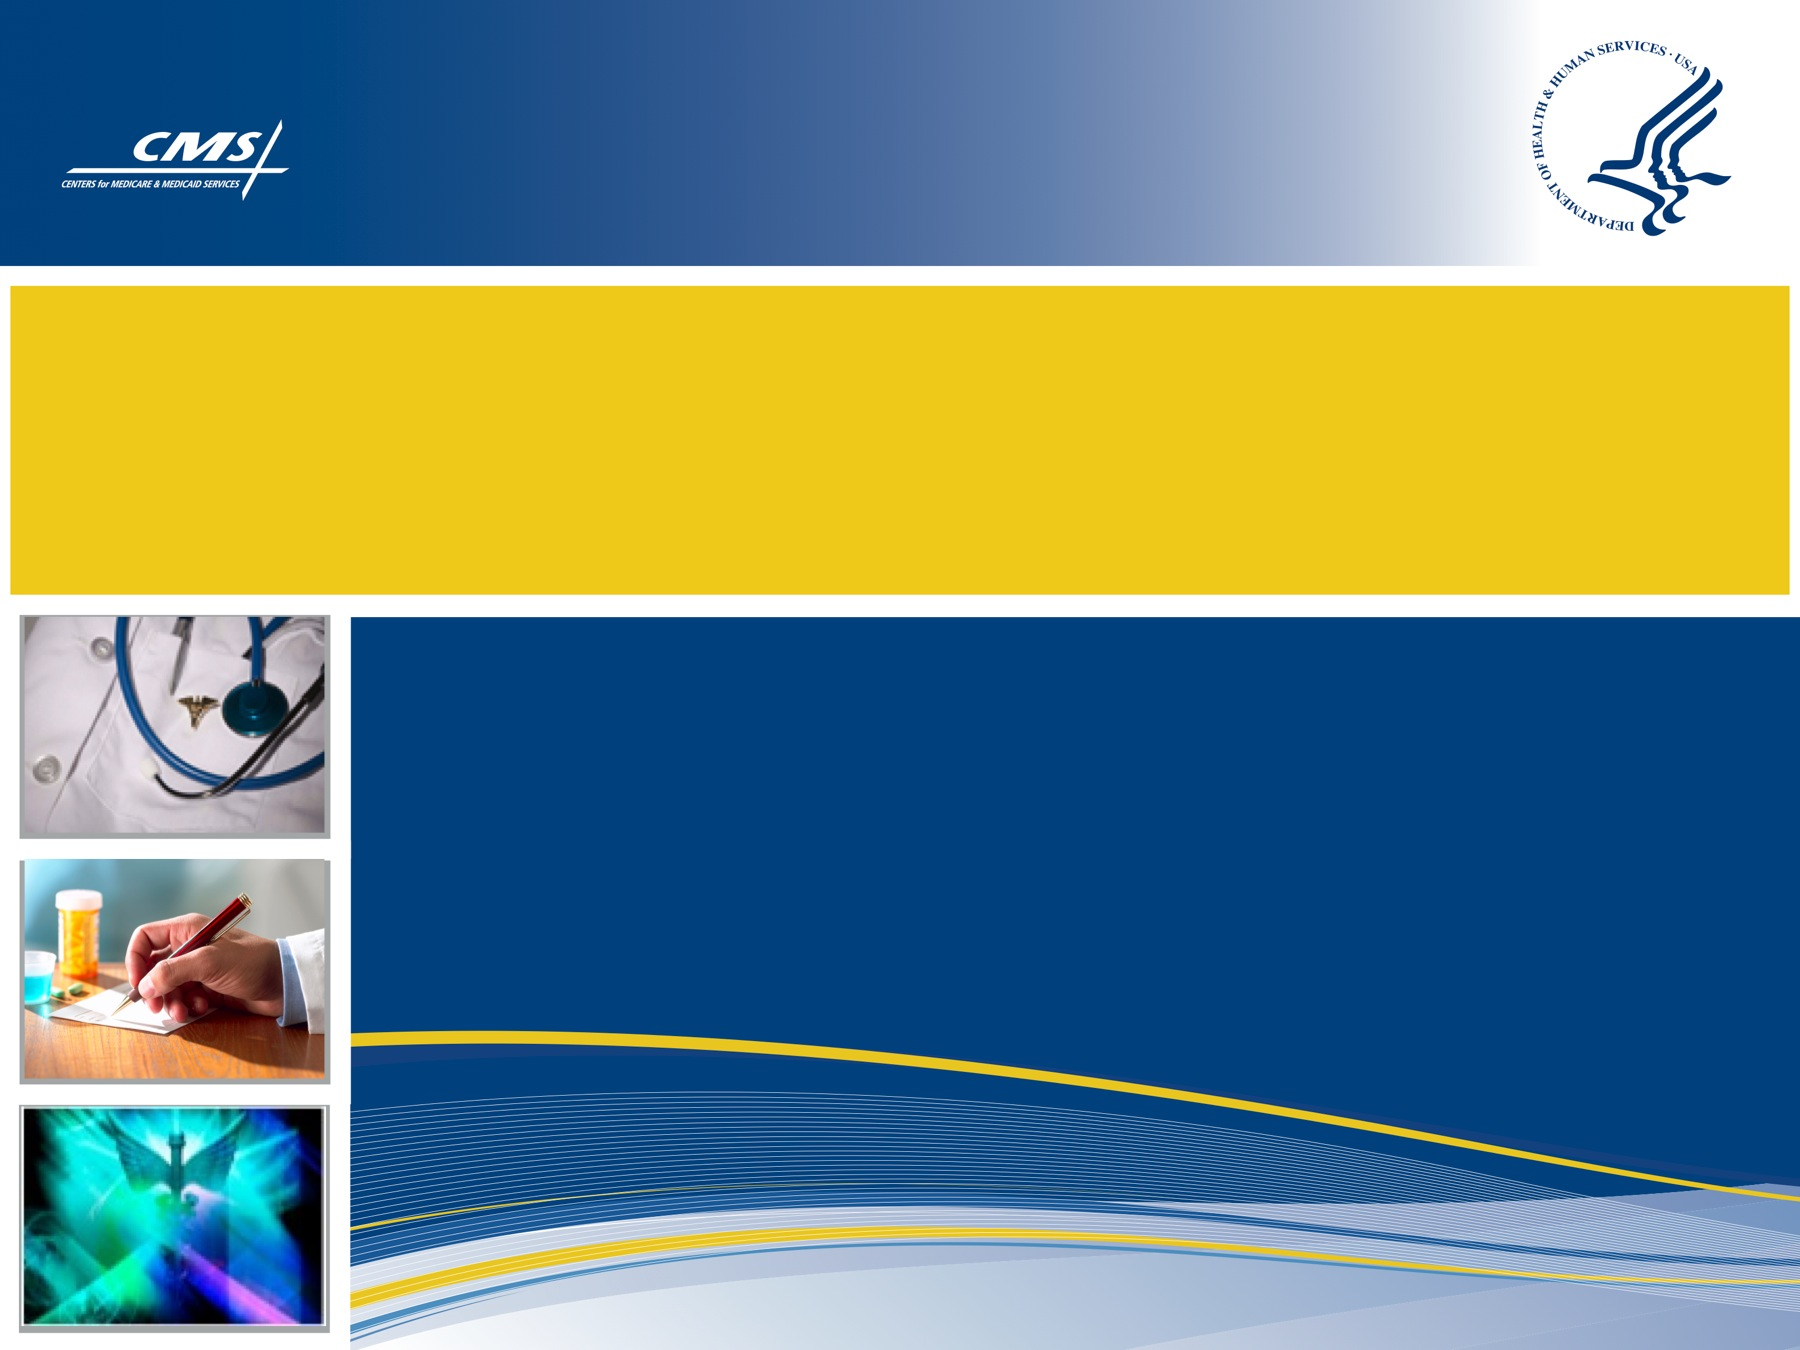 CMS
CENTERS for MEDICARE & MEDICAID SERVICES
DEPARTMENT OF HEALTH & HUMAN SERVICES · USA